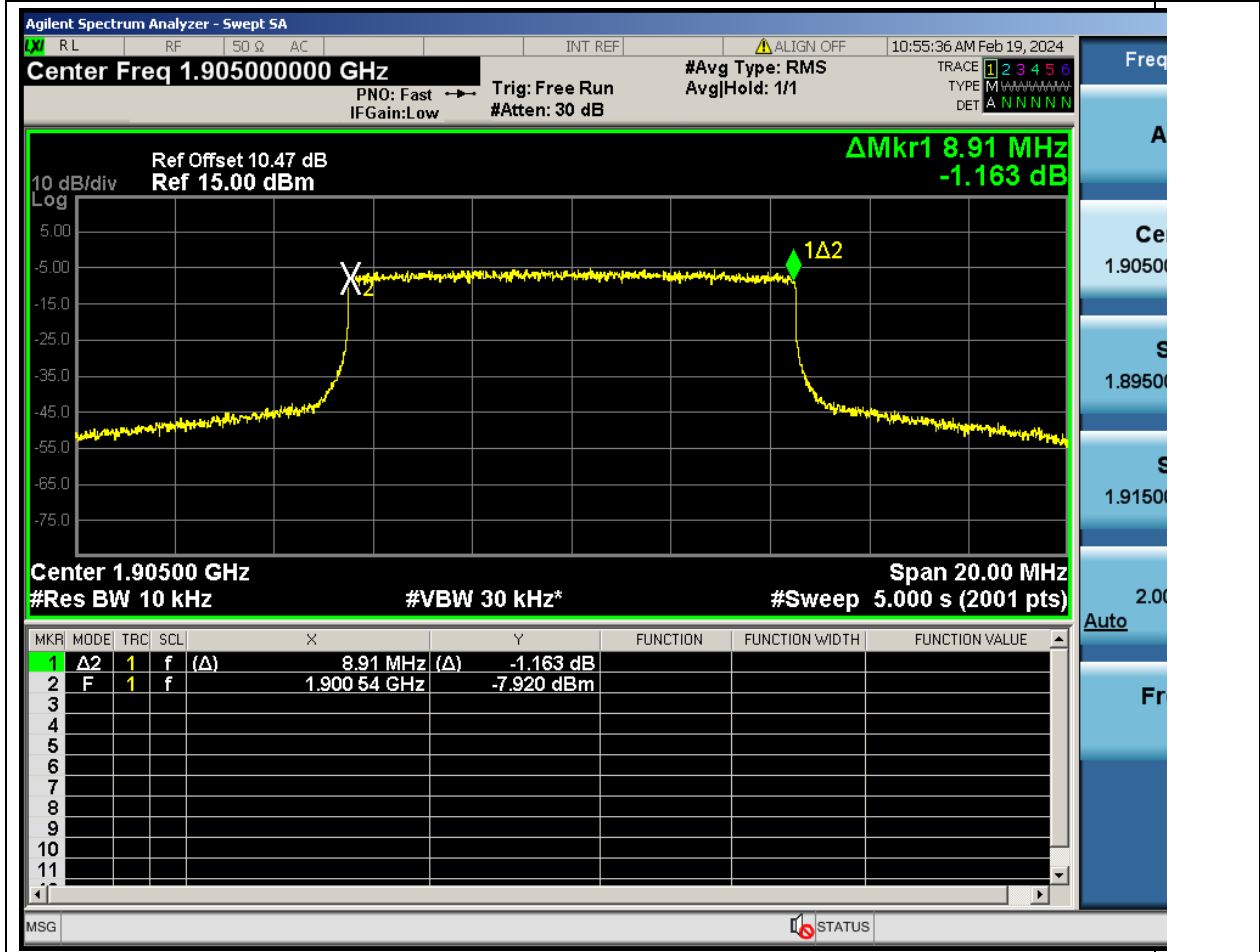 Agilent Spectrum Analyzer - Swept SA
LXI RL RF 50 Ω AC INT REF ALIGN OFF 10:55:36 AM Feb 19, 2024
Center Freq 1.905000000 GHz
PNO: Fast
IFGain:Low
Trig: Free Run
#Atten: 30 dB
#Avg Type: RMS
Avg|Hold: 1/1
TRACE 1 2 3 4 5 6
TYPE M
DET A N N N N N
ΔMkr1 8.91 MHz
-1.163 dB
Ref Offset 10.47 dB
10 dB/div Ref 15.00 dBm
Log
5.00
-5.00
-15.0
-25.0
-35.0
-45.0
-55.0
-65.0
-75.0
1Δ2
X2
Center 1.90500 GHz Span 20.00 MHz
#Res BW 10 kHz #VBW 30 kHz* #Sweep 5.000 s (2001 pts)
MKR MODE TRC SCL X Y FUNCTION FUNCTION WIDTH FUNCTION VALUE
1 Δ2 1 f (Δ) 8.91 MHz (Δ) -1.163 dB
2 F 1 f 1.900 54 GHz -7.920 dBm
3
4
5
6
7
8
9
10
11
MSG STATUS
Freq
A
Ce
1.90500
S
1.89500
S
1.91500
2.00
Auto
Fr